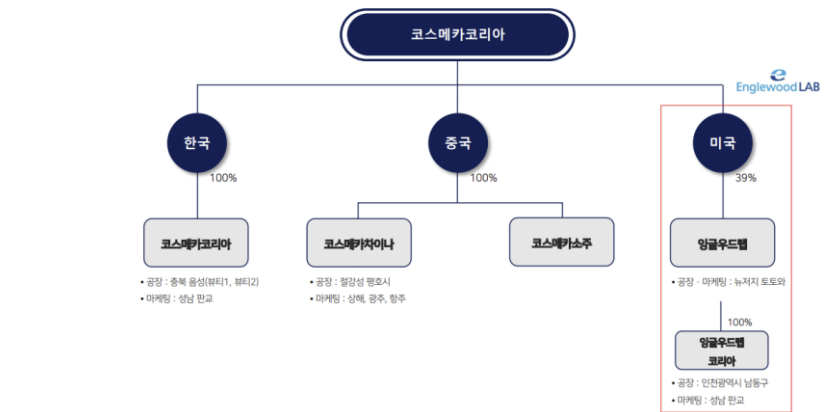 코스메카코리아
Englewood LAB
한국
중국
미국
100%
100%
39%
코스메카코리아
코스메카차이나
코스메카소주
잉글우드랩
• 공장 : 충북 음성(뷰티1, 뷰티2)
• 마케팅 : 성남 판교
• 공장 : 절강성 평호시
• 마케팅 : 상해, 광주, 항주
• 공장 · 마케팅 : 뉴저지 토토와
100%
잉글우드랩
코리아
• 공장 : 인천광역시 남동구
• 마케팅 : 성남 판교